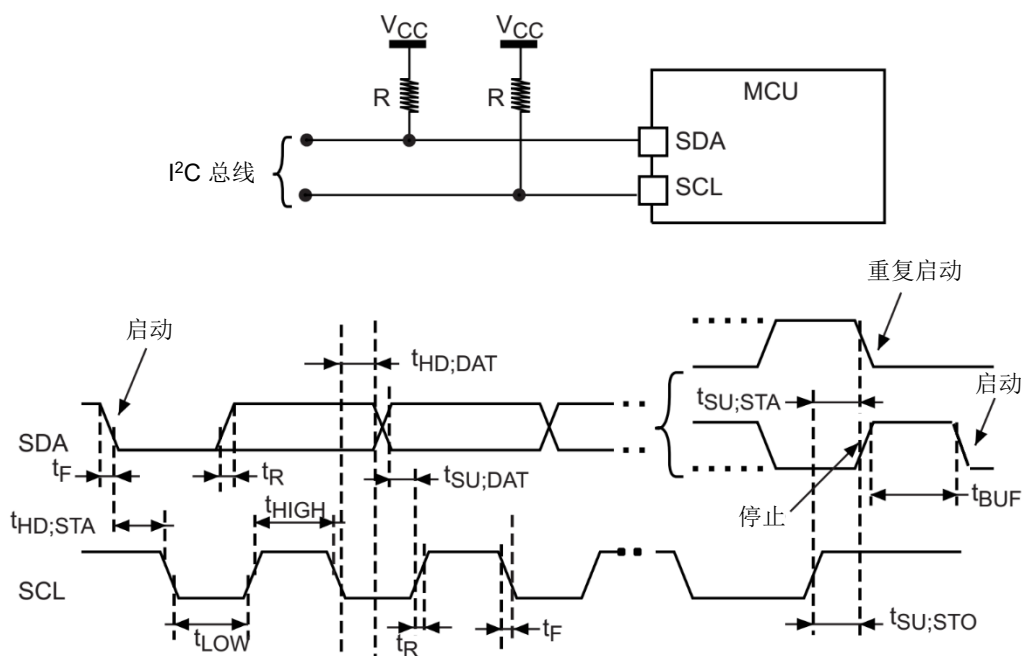 VCC
VCC
R
R
MCU
SDA
SCL
I²C 总线
重复启动
启动
tHD;DAT
启动
tSU;STA
SDA
tF
tR
tSU;DAT
tHIGH
tHD;STA
停止
tBUF
SCL
tLOW
tR
tF
tSU;STO